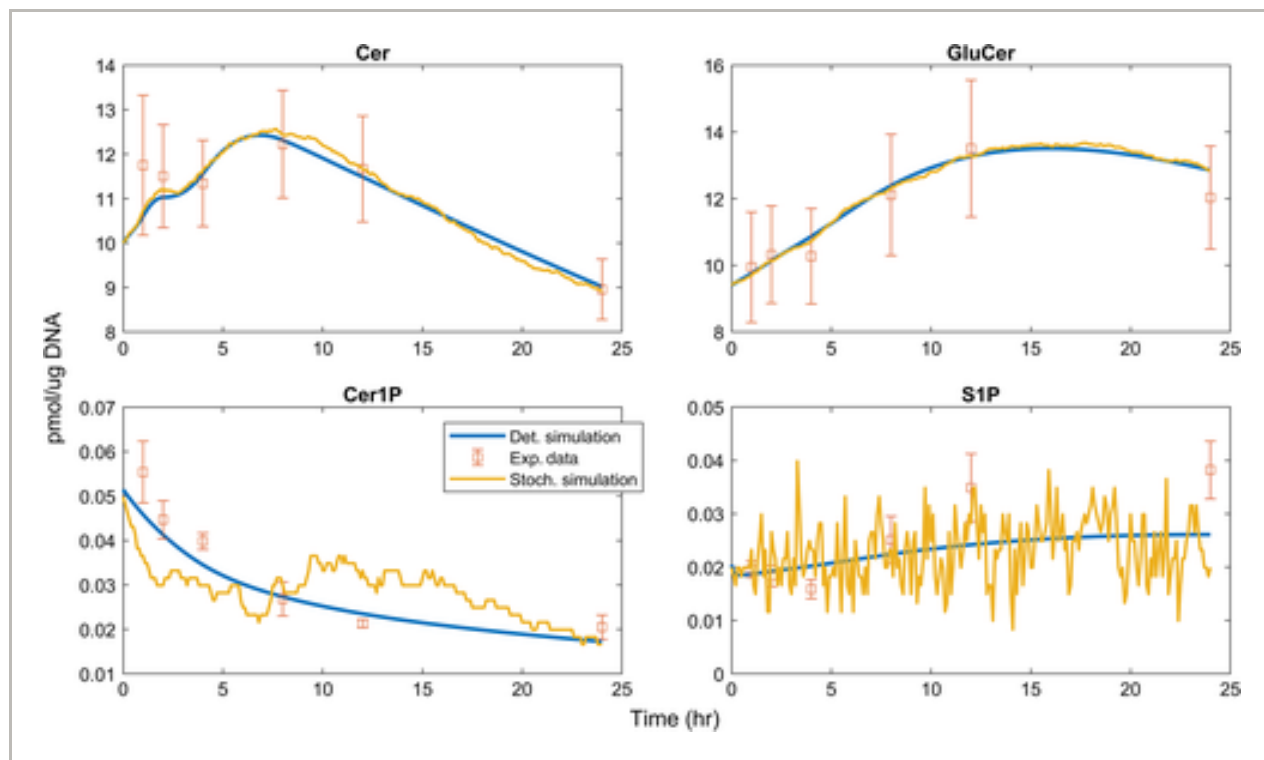 Cer
14
13
12
11
10
9
8
0 5 10 15 20 25
GluCer
16
14
12
10
8
0 5 10 15 20 25
pmol/ug DNA
Cer1P
0.07
0.06
0.05
0.04
0.03
0.02
0.01
0 5 10 15 20 25
Det. simulation
Exp. data
Stoch. simulation
S1P
0.05
0.04
0.03
0.02
0.01
0
0 5 10 15 20 25
Time (hr)